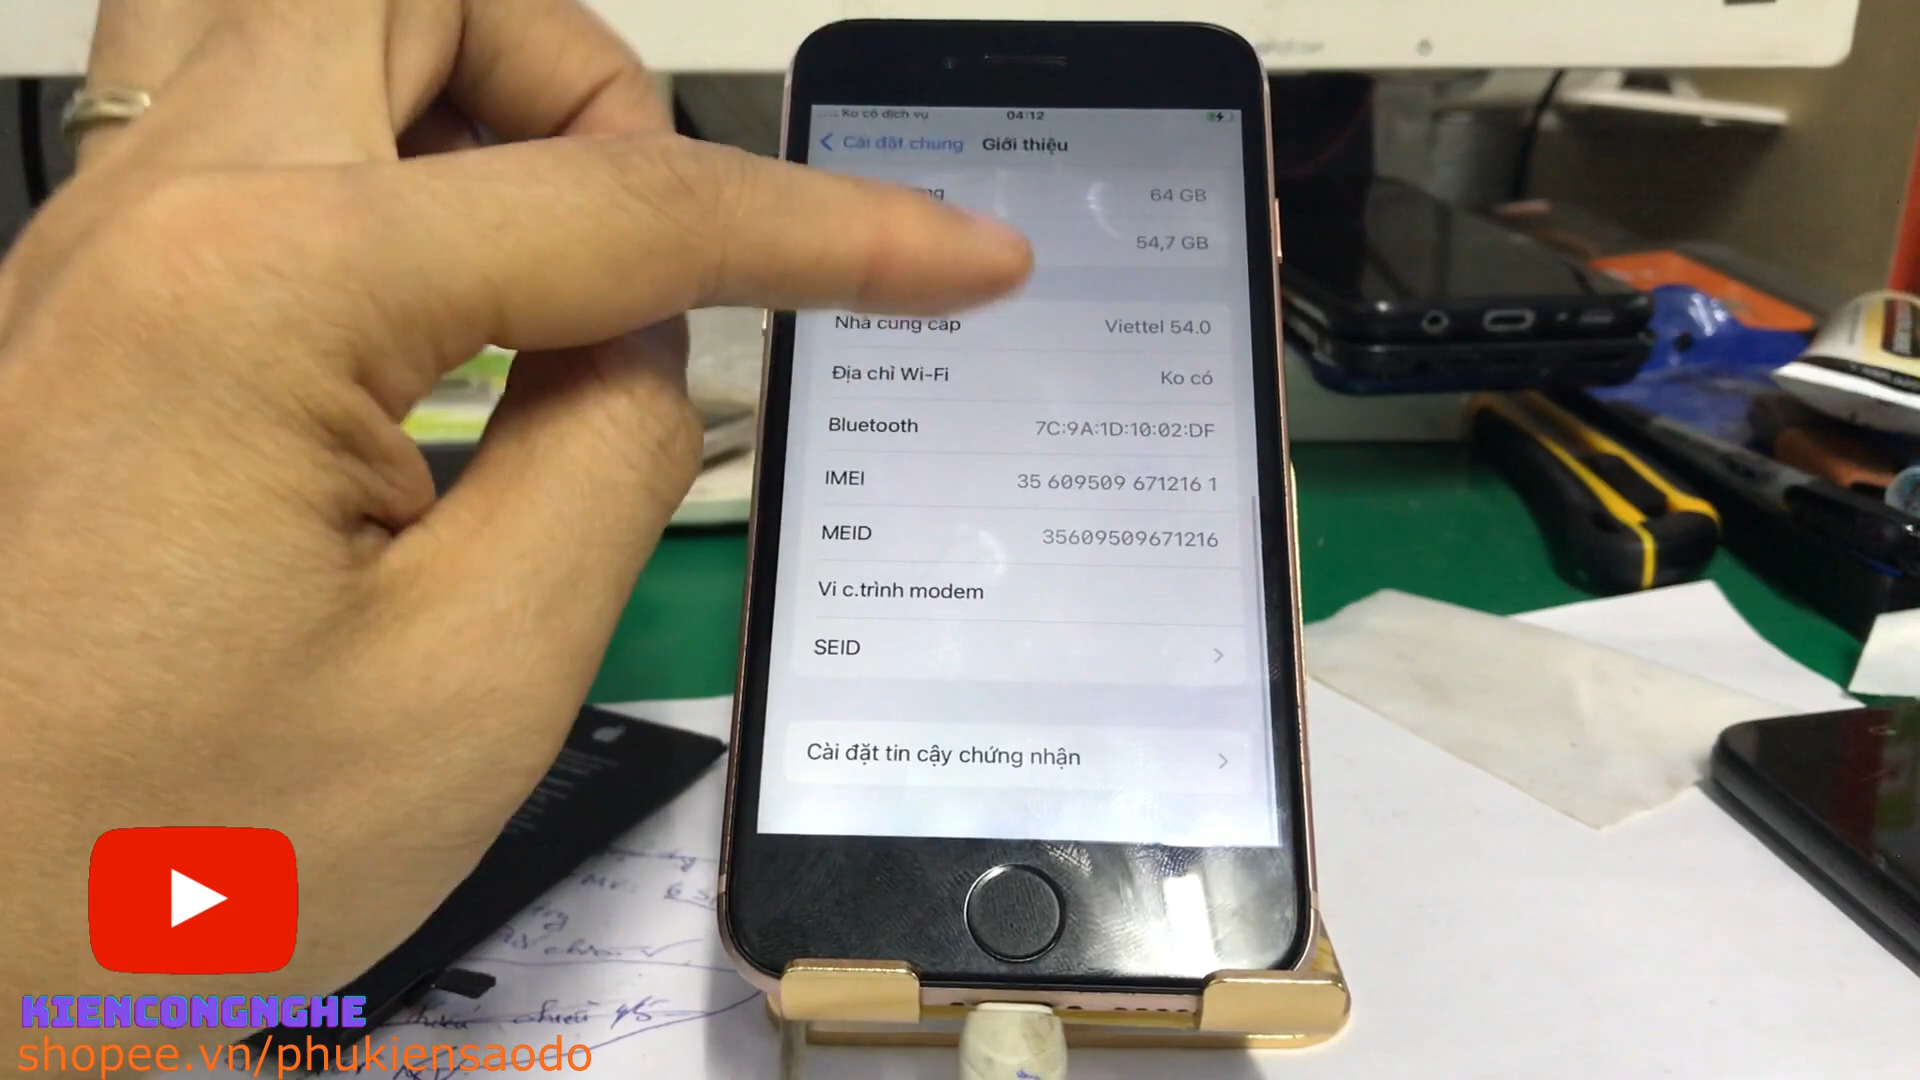 Ko có dịch vụ 04:12
Cài đặt chung Giới thiệu
64 GB
54,7 GB
Nhà cung cấp Viettel 54.0
Địa chỉ Wi-Fi Ko có
Bluetooth 7C:9A:1D:10:02:DF
IMEI 35 609509 671216 1
MEID 35609509671216
Vi c.trình modem
SEID
Cài đặt tin cậy chứng nhận
KIENCONGNGHE
shopee.vn/phukiensaodo